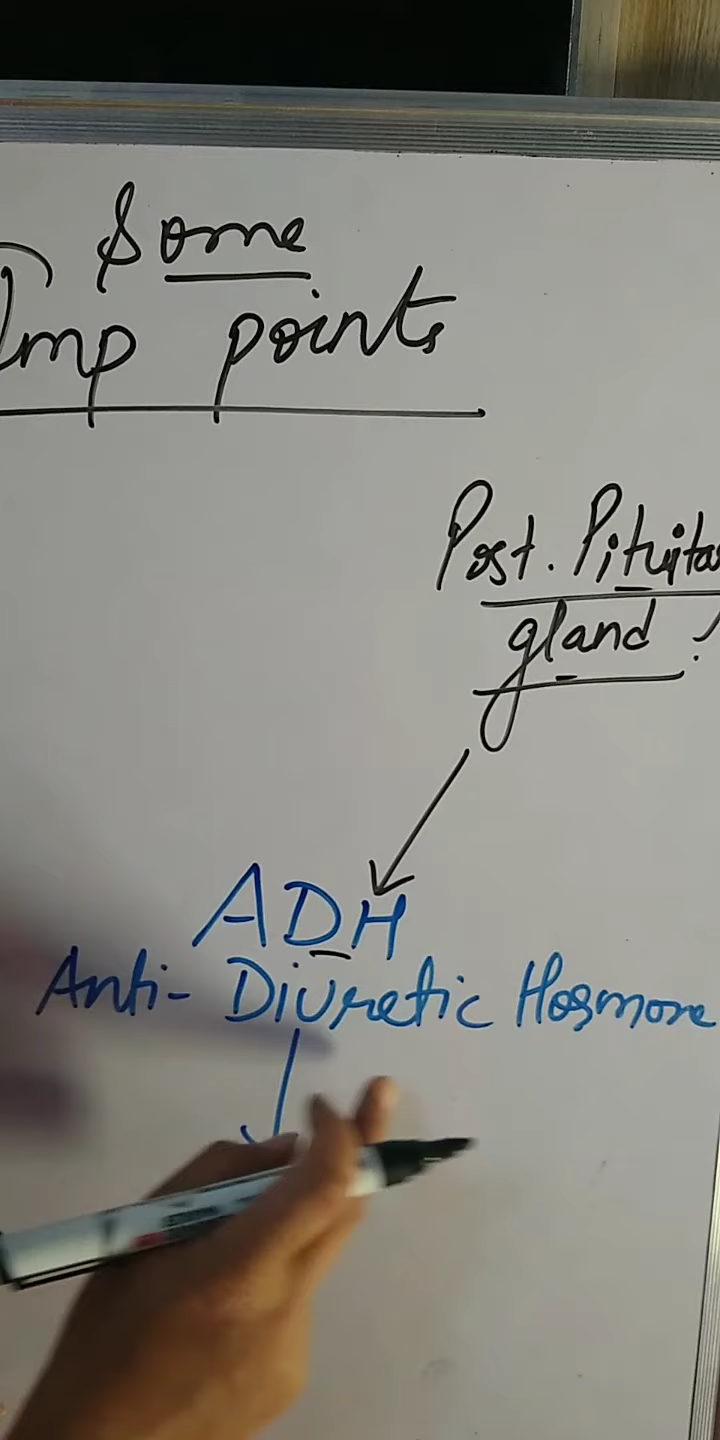 Some
Imp points
Post. Pituitar
gland !
ADH
Anti-Diuretic Hormone